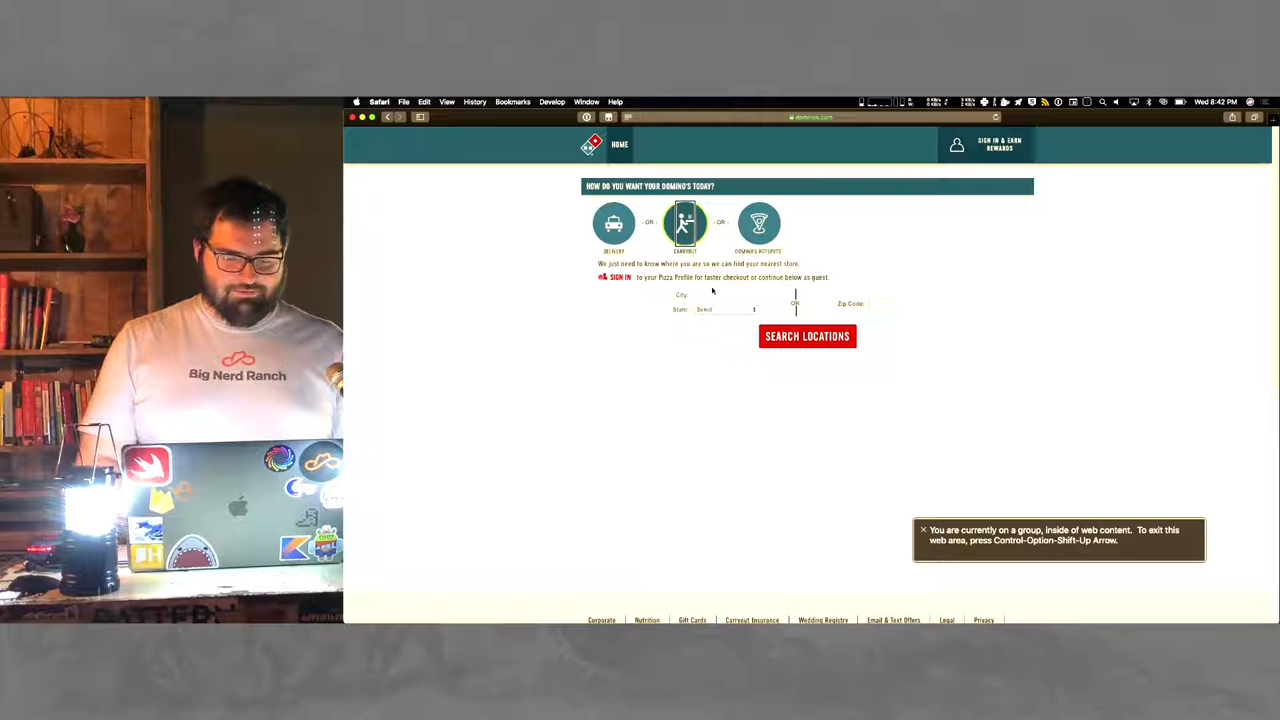 Safari File Edit View History Bookmarks Develop Window Help
Wed 8:42 PM
dominos.com
HOME
SIGN IN & EARN
REWARDS
HOW DO YOU WANT YOUR DOMINO'S TODAY?
- OR -
- OR -
DELIVERY
CARRYOUT
DOMINO'S HOTSPOTS
We just need to know where you are so we can find your nearest store.
SIGN IN to your Pizza Profile for faster checkout or continue below as guest.
City:
OR
Zip Code:
State: Select
SEARCH LOCATIONS
Big Nerd Ranch
You are currently on a group, inside of web content. To exit this
web area, press Control-Option-Shift-Up Arrow.
Corporate Nutrition Gift Cards Carryout Insurance Wedding Registry Email & Text Offers Legal Privacy